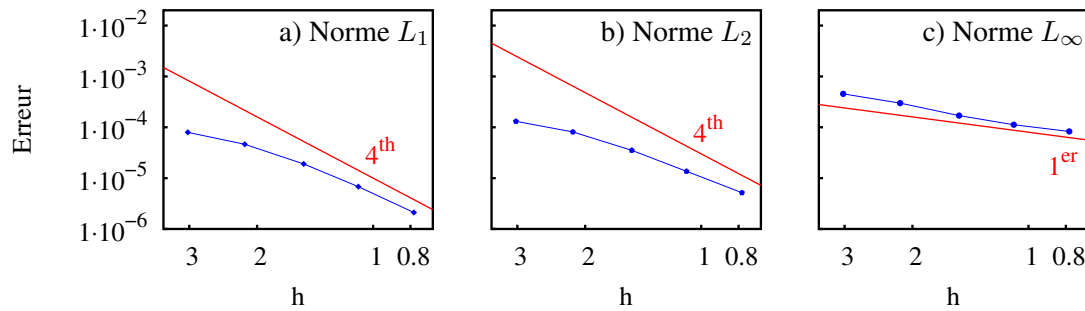 Erreur
1·10⁻²
1·10⁻³
1·10⁻⁴
1·10⁻⁵
1·10⁻⁶
a) Norme L₁
4ᵗʰ
3 2 1 0.8
h
b) Norme L₂
4ᵗʰ
3 2 1 0.8
h
c) Norme L∞
1ᵉʳ
3 2 1 0.8
h